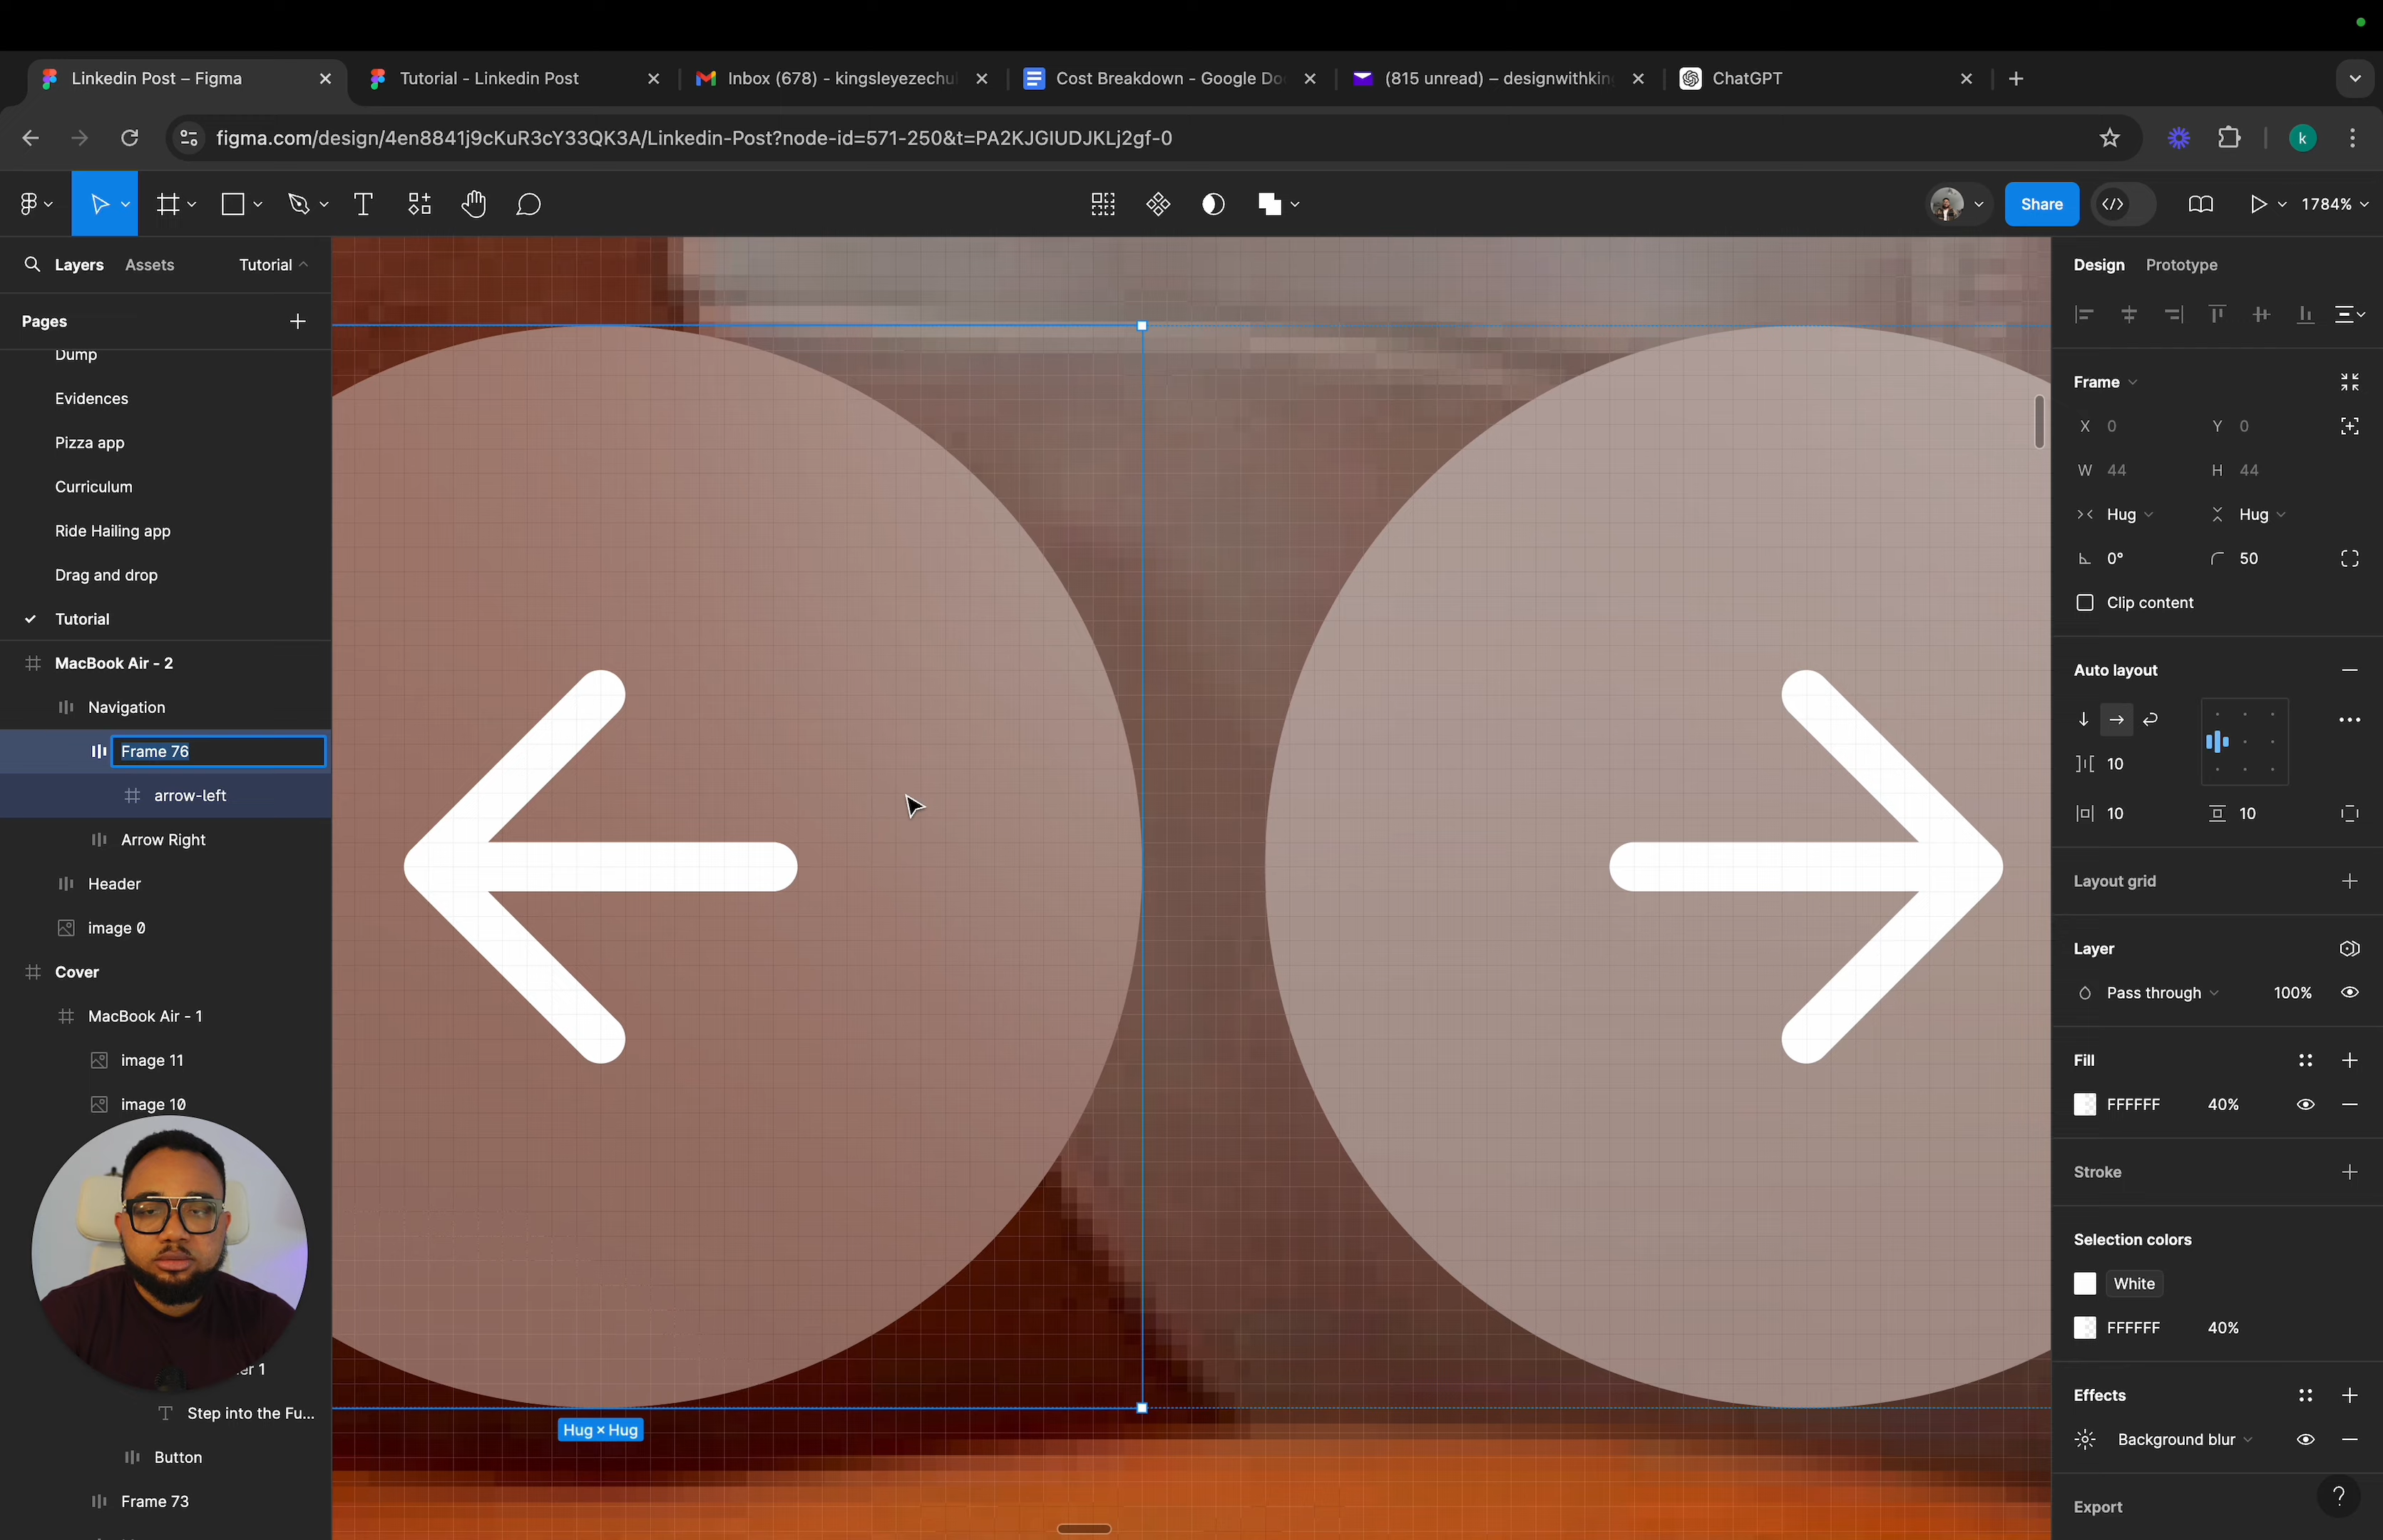 Linkedin Post – Figma
Tutorial - Linkedin Post
Inbox (678) - kingsleyezechul
Cost Breakdown - Google Do
(815 unread) – designwithkin
ChatGPT
figma.com/design/4en8841j9cKuR3cY33QK3A/Linkedin-Post?node-id=571-250&t=PA2KJGIUDJKLj2gf-0
k
Share
1784%
Layers
Assets
Tutorial
Pages
Dump
Evidences
Pizza app
Curriculum
Ride Hailing app
Drag and drop
Tutorial
MacBook Air - 2
Navigation
Frame 76
arrow-left
Arrow Right
Header
image 0
Cover
MacBook Air - 1
image 11
image 10
er 1
Step into the Fu...
Button
Frame 73
Hug × Hug
Design
Prototype
Frame
X 0
Y 0
W 44
H 44
Hug
Hug
0°
50
Clip content
Auto layout
10
10
10
Layout grid
Layer
Pass through
100%
Fill
FFFFFF
40%
Stroke
Selection colors
White
FFFFFF
40%
Effects
Background blur
Export
?